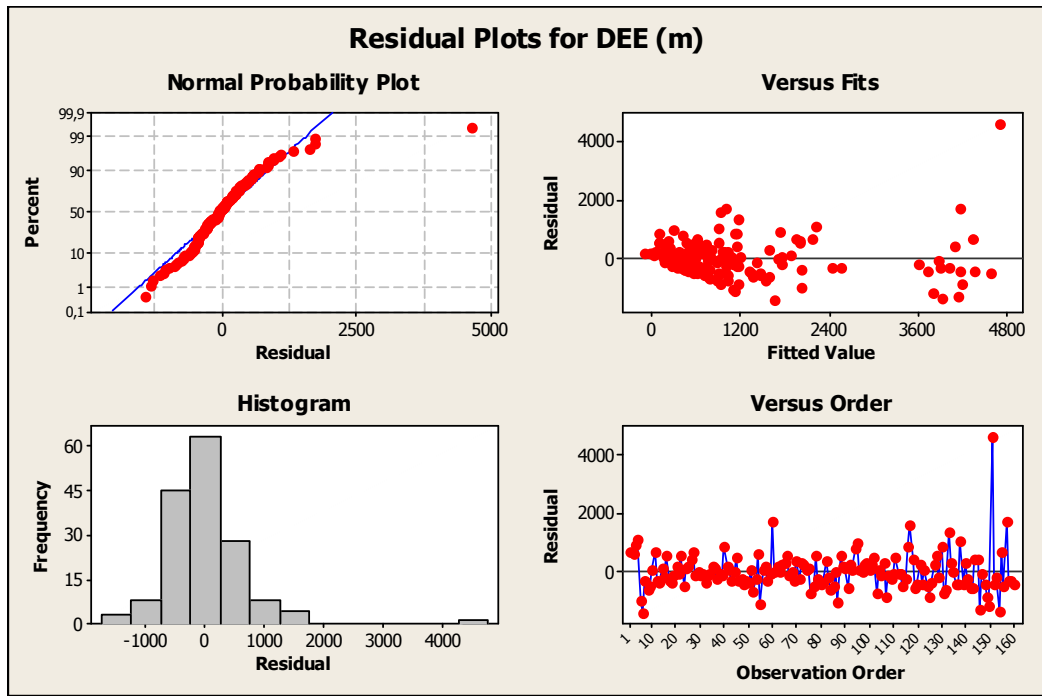 Residual Plots for DEE (m)
Normal Probability Plot
99,9
99
90
50
10
1
0,1
Percent
0 2500 5000
Residual
Versus Fits
4000
2000
0
Residual
0 1200 2400 3600 4800
Fitted Value
Histogram
60
45
30
15
0
Frequency
-1000 0 1000 2000 3000 4000
Residual
Versus Order
4000
2000
0
Residual
1 10 20 30 40 50 60 70 80 90 100 110 120 130 140 150 160
Observation Order